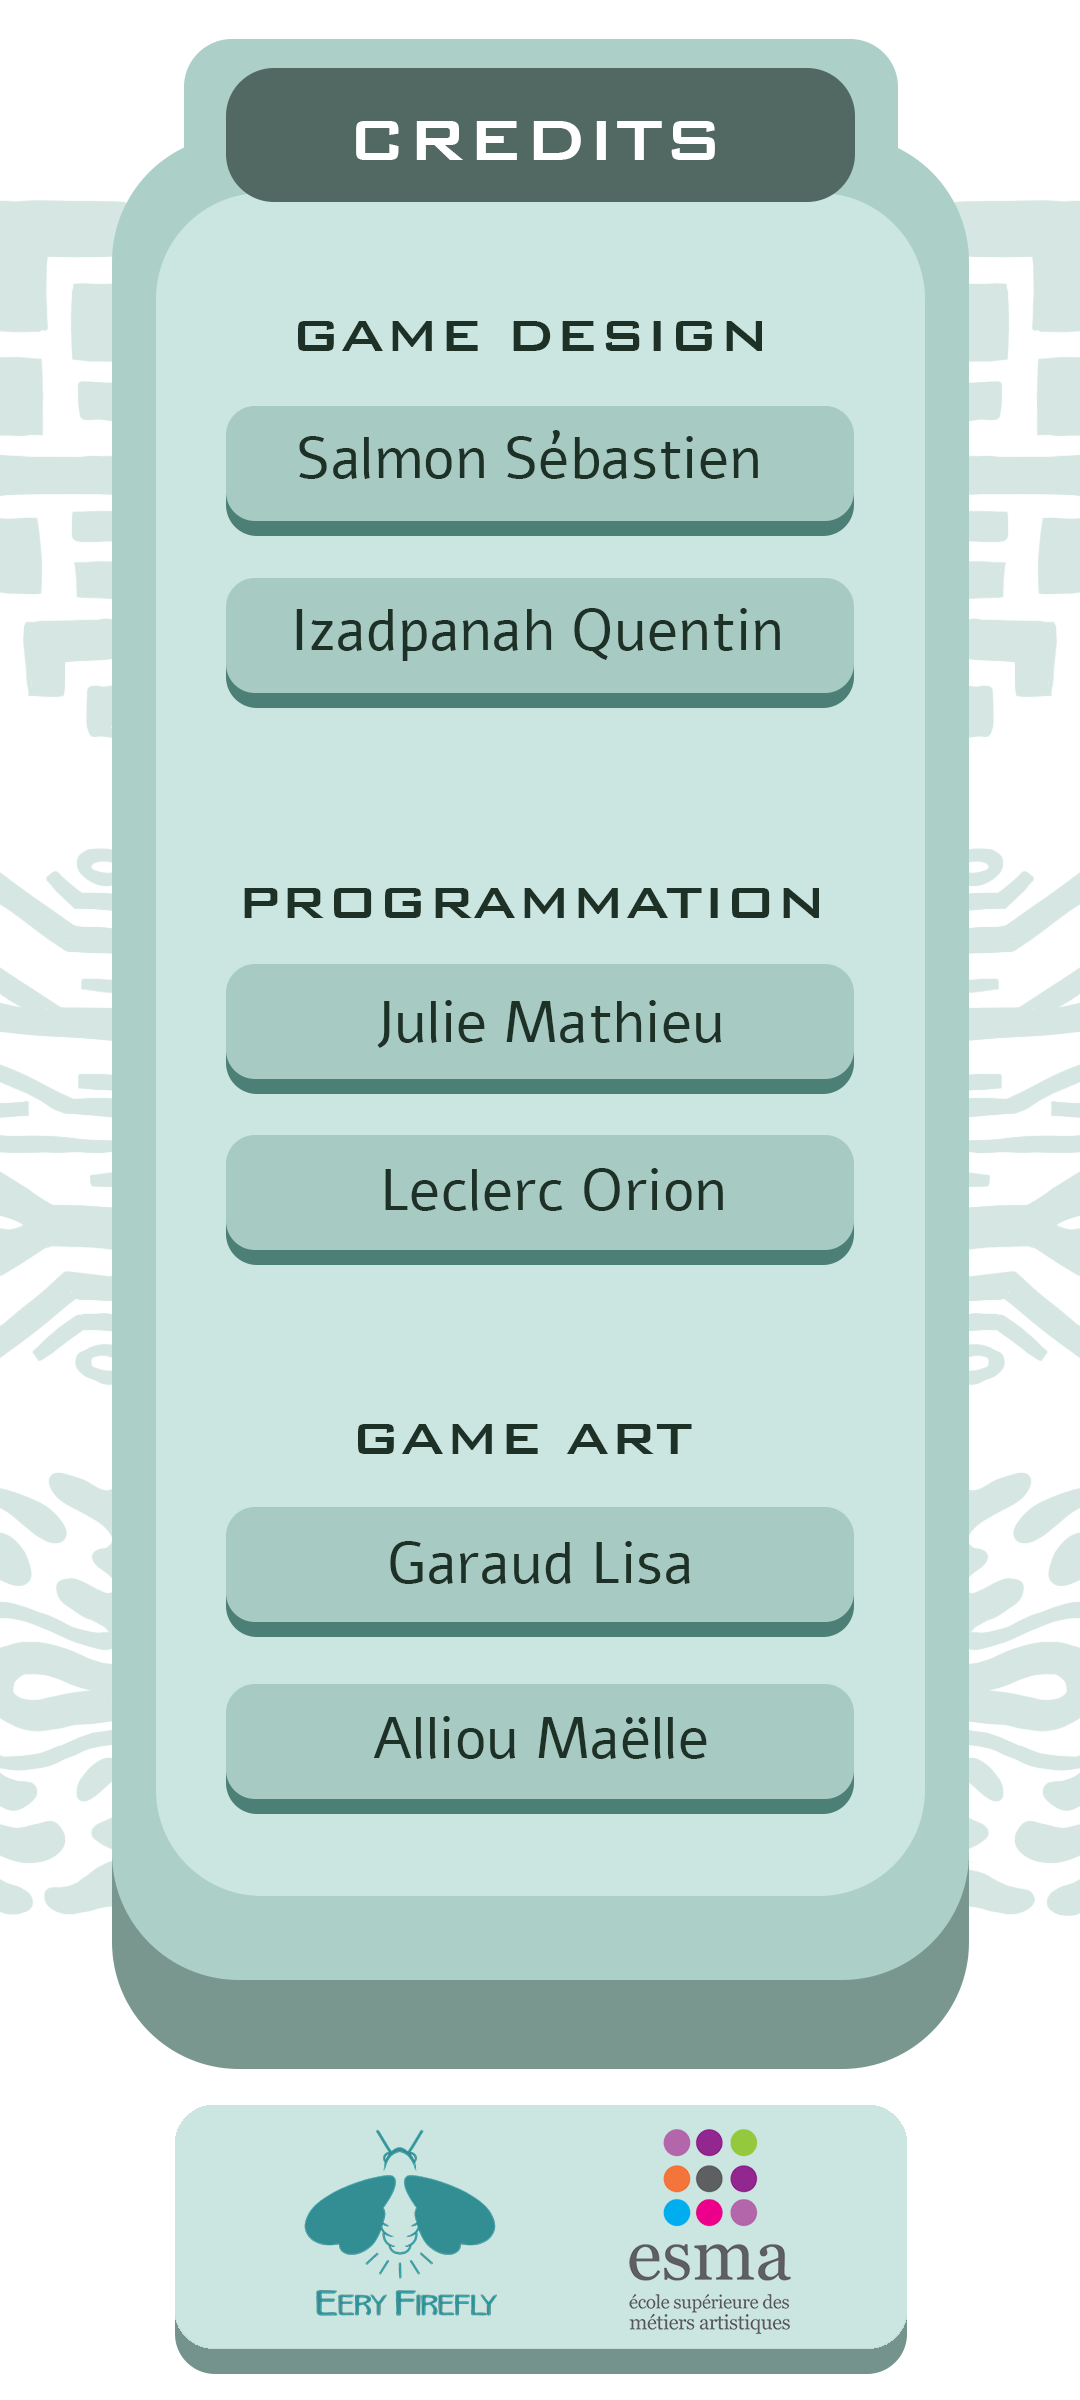 CREDITS
GAME DESIGN
Salmon Sébastien
Izadpanah Quentin
PROGRAMMATION
Julie Mathieu
Leclerc Orion
GAME ART
Garaud Lisa
Alliou Maëlle
EERY FIREFLY
esma
école supérieure des
métiers artistiques